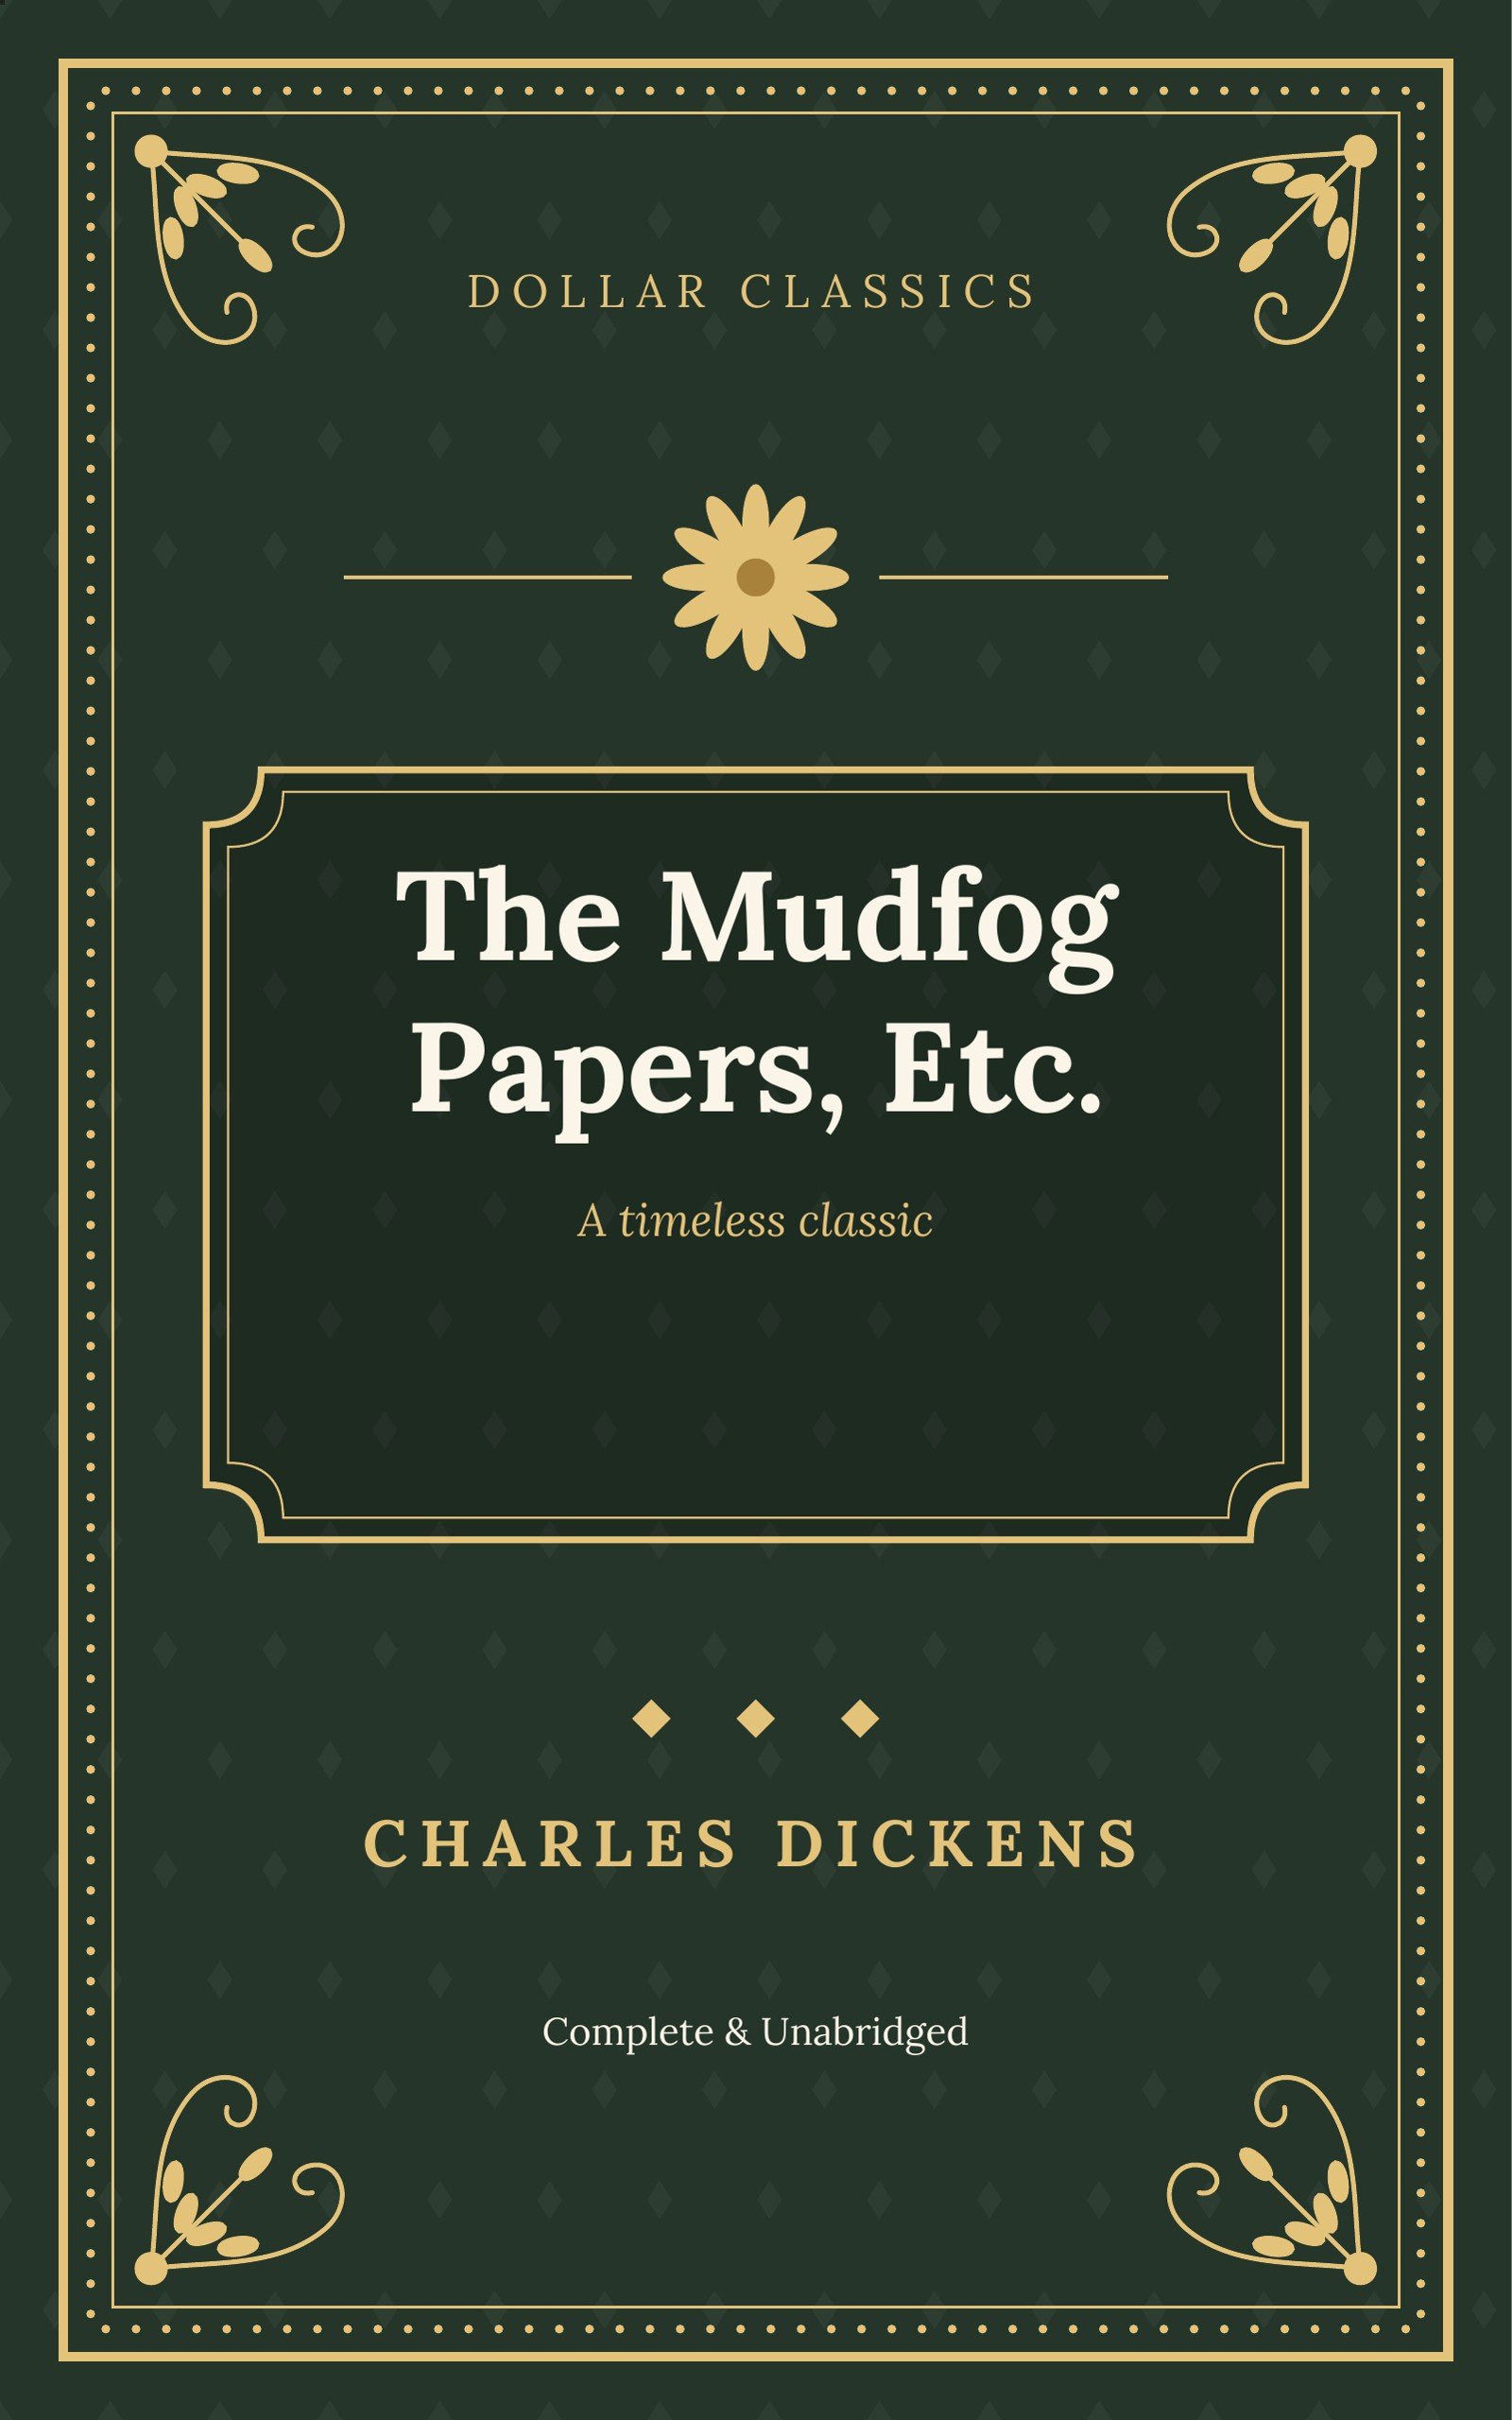 DOLLAR CLASSICS
The Mudfog
Papers, Etc.
A timeless classic
CHARLES DICKENS
Complete & Unabridged